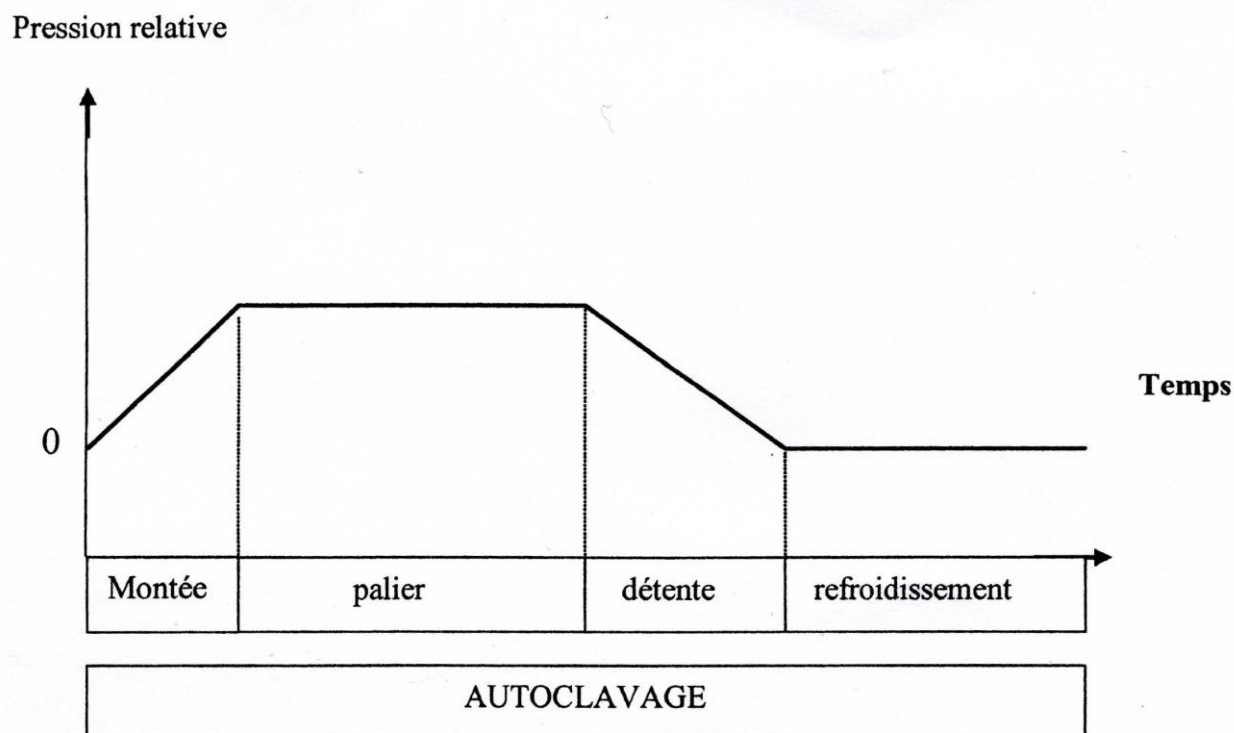 Pression relative
Temps
0
Montée
palier
détente
refroidissement
AUTOCLAVAGE